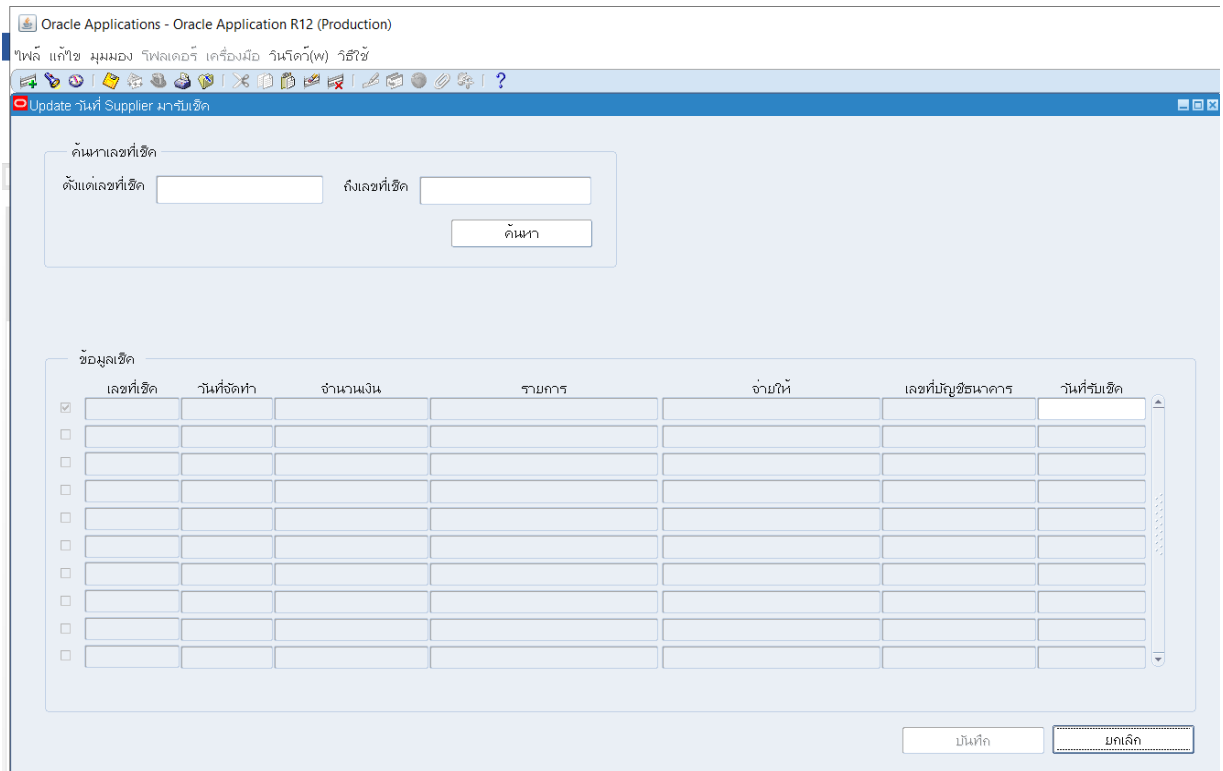 Oracle Applications - Oracle Application R12 (Production)
ไฟล์ แก้ไข มุมมอง โฟลเดอร์ เครื่องมือ วินโดว์(w) วิธีใช้
Update วันที่ Supplier มารับเช็ค
ค้นหาเลขที่เช็ค
ตั้งแต่เลขที่เช็ค ถึงเลขที่เช็ค
ค้นหา
ข้อมูลเช็ค
เลขที่เช็ค วันที่จัดทำ จำนวนเงิน รายการ จ่ายให้ เลขที่บัญชีธนาคาร วันที่รับเช็ค
บันทึก ยกเลิก